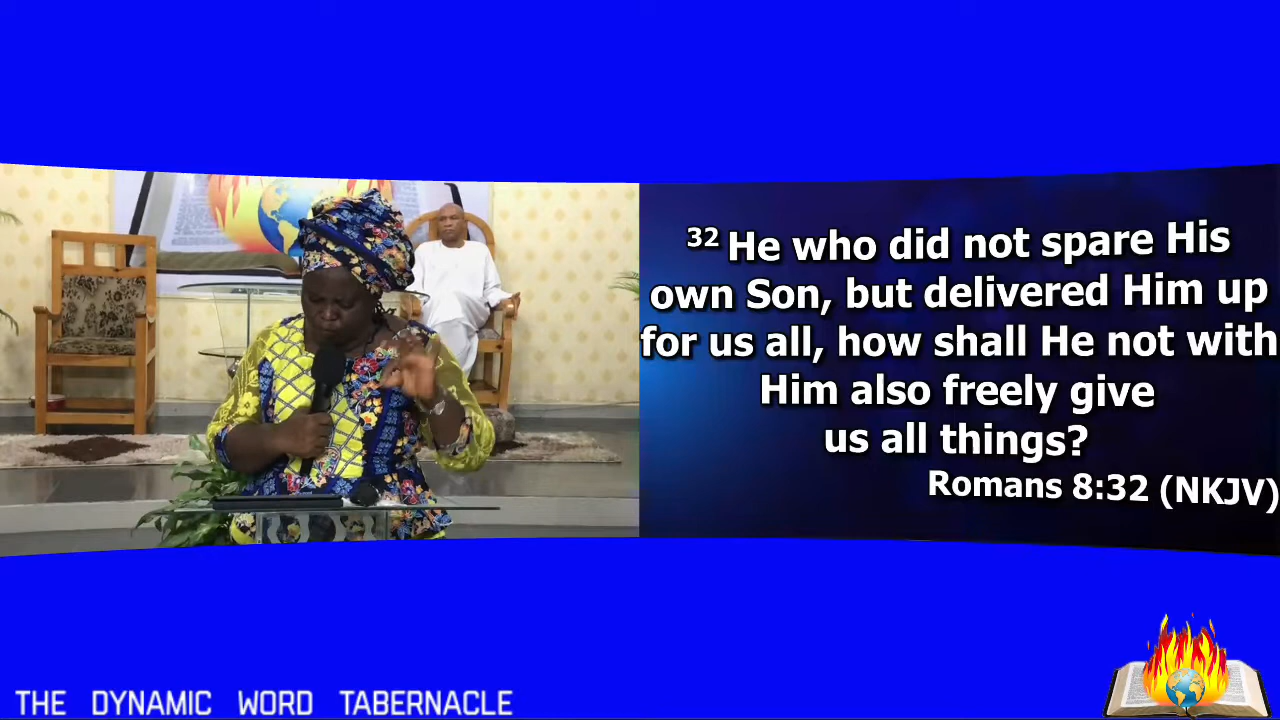 32 He who did not spare His
own Son, but delivered Him up
for us all, how shall He not with
Him also freely give
us all things?
Romans 8:32 (NKJV)
THE DYNAMIC WORD TABERNACLE